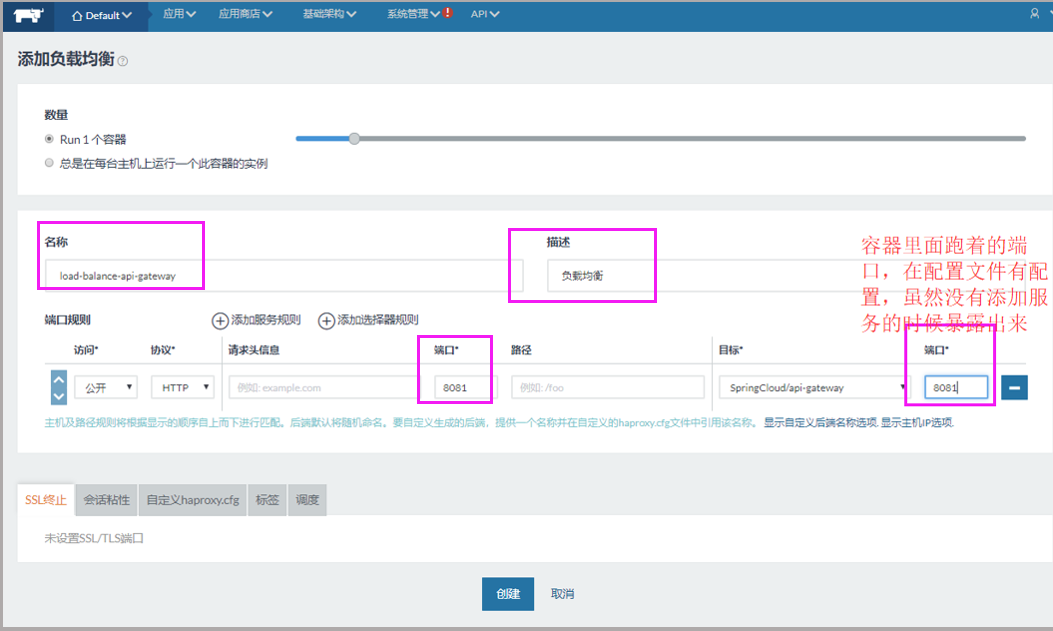 Default 应用 应用商店 基础架构 系统管理 ! API
添加负载均衡 ?
数量
Run 1 个容器
总是在每台主机上运行一个此容器的实例
名称
描述
load-balance-api-gateway
负载均衡
容器里面跑着的端
口，在配置文件有配
置，虽然没有添加服
务的时候暴露出来
端口规则 添加服务规则 添加选择器规则
访问* 协议* 请求头信息 端口* 路径 目标* 端口*
公开 HTTP 例如: example.com 8081 例如: /foo SpringCloud/api-gateway 8081
主机及路径规则将根据显示的顺序自上而下进行匹配。后端默认将随机命名。要自定义生成的后端，提供一个名称并在自定义的haproxy.cfg文件中引用该名称。 显示自定义后端名称选项. 显示主机IP选项.
SSL终止 会话粘性 自定义haproxy.cfg 标签 调度
未设置SSL/TLS端口
创建 取消